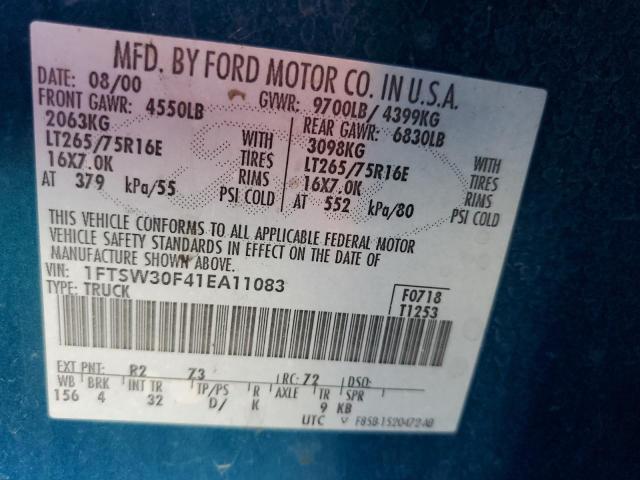 MFD. BY FORD MOTOR CO. IN U.S.A.
DATE: 08/00 GVWR: 9700LB/ 4399KG
FRONT GAWR: 4550LB REAR GAWR: 6830LB
2063KG WITH 3098KG WITH
LT265/75R16E TIRES LT265/75R16E TIRES
16X7.0K RIMS 16X7.0K RIMS
AT 379 kPa/55 PSI COLD AT 552 kPa/80 PSI COLD
THIS VEHICLE CONFORMS TO ALL APPLICABLE FEDERAL MOTOR
VEHICLE SAFETY STANDARDS IN EFFECT ON THE DATE OF
MANUFACTURE SHOWN ABOVE.
VIN: 1FTSW30F41EA11083
TYPE: TRUCK
F0718
T1253
EXT PNT: R2 73 RC: 72 DSO:
WB BRK INT TR TP/PS R AXLE TR SPR
156 4 32 D/ K 9 KB
UTC F85B-1520472-AB